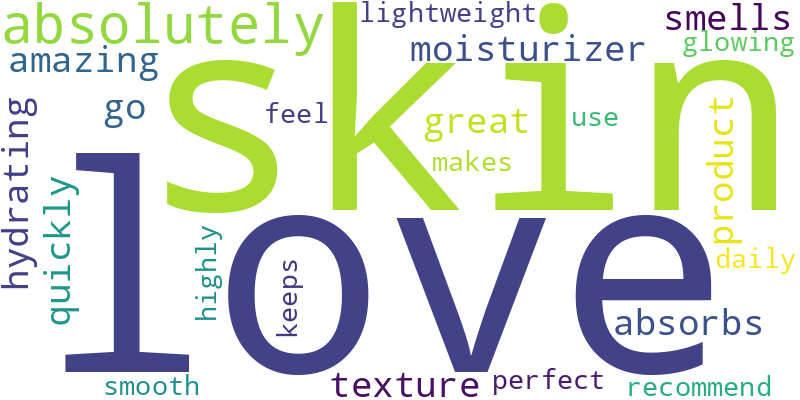 absolutely
lightweight
smells
amazing
moisturizer
glowing
skin
go
feel
great
use
makes
product
hydrating
quickly
love
highly
keeps
daily
absorbs
smooth
texture
perfect
recommend